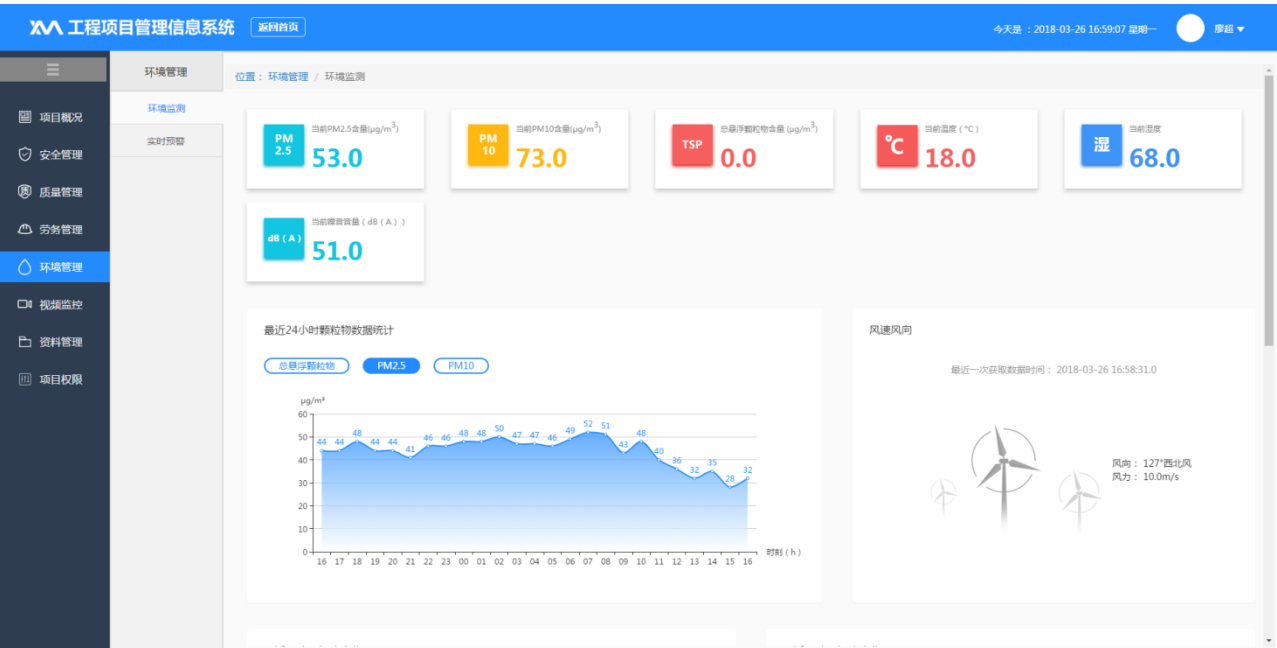 工程项目管理信息系统 返回首页 今天是 ：2018-03-26 16:59:07 星期一 廖超
项目概况
安全管理
质量管理
劳务管理
环境管理
视频监控
资料管理
项目权限
环境管理
环境监测
实时预警
位置： 环境管理 / 环境监测
PM 2.5
当前PM2.5含量(μg/m³)
53.0
PM 10
当前PM10含量(μg/m³)
73.0
TSP
总悬浮颗粒物含量 (μg/m³)
0.0
℃
当前温度 ( ℃ )
18.0
湿
当前湿度
68.0
dB ( A )
当前噪音音量 ( dB ( A ) )
51.0
最近24小时颗粒物数据统计
总悬浮颗粒物 PM2.5 PM10
μg/m³
60
50
40
30
20
10
0
44 44 48 44 44 41 46 46 48 48 50 47 47 46 49 52 51 43 48 40 36 32 35 28 32
16 17 18 19 20 21 22 23 00 01 02 03 04 05 06 07 08 09 10 11 12 13 14 15 16
时刻 ( h )
风速风向
最近一次获取数据时间： 2018-03-26 16:58:31.0
风向： 127°西北风
风力： 10.0m/s